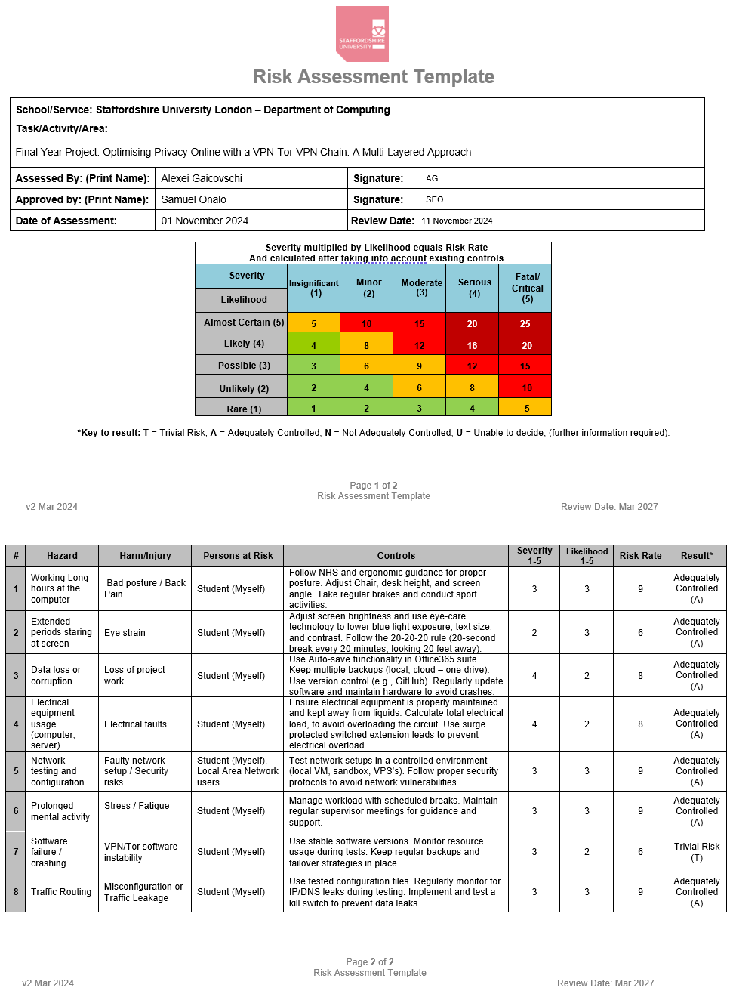 STAFFORDSHIRE
UNIVERSITY
Risk Assessment Template
School/Service: Staffordshire University London – Department of Computing
Task/Activity/Area:
Final Year Project: Optimising Privacy Online with a VPN-Tor-VPN Chain: A Multi-Layered Approach
Assessed By: (Print Name): Alexei Gaicovschi Signature: AG
Approved by: (Print Name): Samuel Onalo Signature: SEO
Date of Assessment: 01 November 2024 Review Date: 11 November 2024
Severity multiplied by Likelihood equals Risk Rate
And calculated after taking into account existing controls
Severity
Likelihood
Insignificant
(1)
Minor
(2)
Moderate
(3)
Serious
(4)
Fatal/
Critical
(5)
Almost Certain (5) 5 10 15 20 25
Likely (4) 4 8 12 16 20
Possible (3) 3 6 9 12 15
Unlikely (2) 2 4 6 8 10
Rare (1) 1 2 3 4 5
*Key to result: T = Trivial Risk, A = Adequately Controlled, N = Not Adequately Controlled, U = Unable to decide, (further information required).
Page 1 of 2
Risk Assessment Template
v2 Mar 2024 Review Date: Mar 2027
# Hazard Harm/Injury Persons at Risk Controls Severity
1-5 Likelihood
1-5 Risk Rate Result*
1
Working Long
hours at the
computer
Bad posture / Back
Pain
Student (Myself)
Follow NHS and ergonomic guidance for proper
posture. Adjust Chair, desk height, and screen
angle. Take regular brakes and conduct sport
activities.
3
3
9
Adequately
Controlled
(A)
2
Extended
periods staring
at screen
Eye strain
Student (Myself)
Adjust screen brightness and use eye-care
technology to lower blue light exposure, text size,
and contrast. Follow the 20-20-20 rule (20-second
break every 20 minutes, looking 20 feet away).
2
3
6
Adequately
Controlled
(A)
3
Data loss or
corruption
Loss of project
work
Student (Myself)
Use Auto-save functionality in Office365 suite.
Keep multiple backups (local, cloud – one drive).
Use version control (e.g., GitHub). Regularly update
software and maintain hardware to avoid crashes.
4
2
8
Adequately
Controlled
(A)
4
Electrical
equipment
usage
(computer,
server)
Electrical faults
Student (Myself)
Ensure electrical equipment is properly maintained
and kept away from liquids. Calculate total electrical
load, to avoid overloading the circuit. Use surge
protected switched extension leads to prevent
electrical overload.
4
2
8
Adequately
Controlled
(A)
5
Network
testing and
configuration
Faulty network
setup / Security
risks
Student (Myself),
Local Area Network
users.
Test network setups in a controlled environment
(local VM, sandbox, VPS's). Follow proper security
protocols to avoid network vulnerabilities.
3
3
9
Adequately
Controlled
(A)
6
Prolonged
mental activity
Stress / Fatigue
Student (Myself)
Manage workload with scheduled breaks. Maintain
regular supervisor meetings for guidance and
support.
3
3
9
Adequately
Controlled
(A)
7
Software
failure /
crashing
VPN/Tor software
instability
Student (Myself)
Use stable software versions. Monitor resource
usage during tests. Keep regular backups and
failover strategies in place.
3
2
6
Trivial Risk
(T)
8
Traffic Routing
Misconfiguration or
Traffic Leakage
Student (Myself)
Use tested configuration files. Regularly monitor for
IP/DNS leaks during testing. Implement and test a
kill switch to prevent data leaks.
3
3
9
Adequately
Controlled
(A)
Page 2 of 2
Risk Assessment Template
v2 Mar 2024 Review Date: Mar 2027